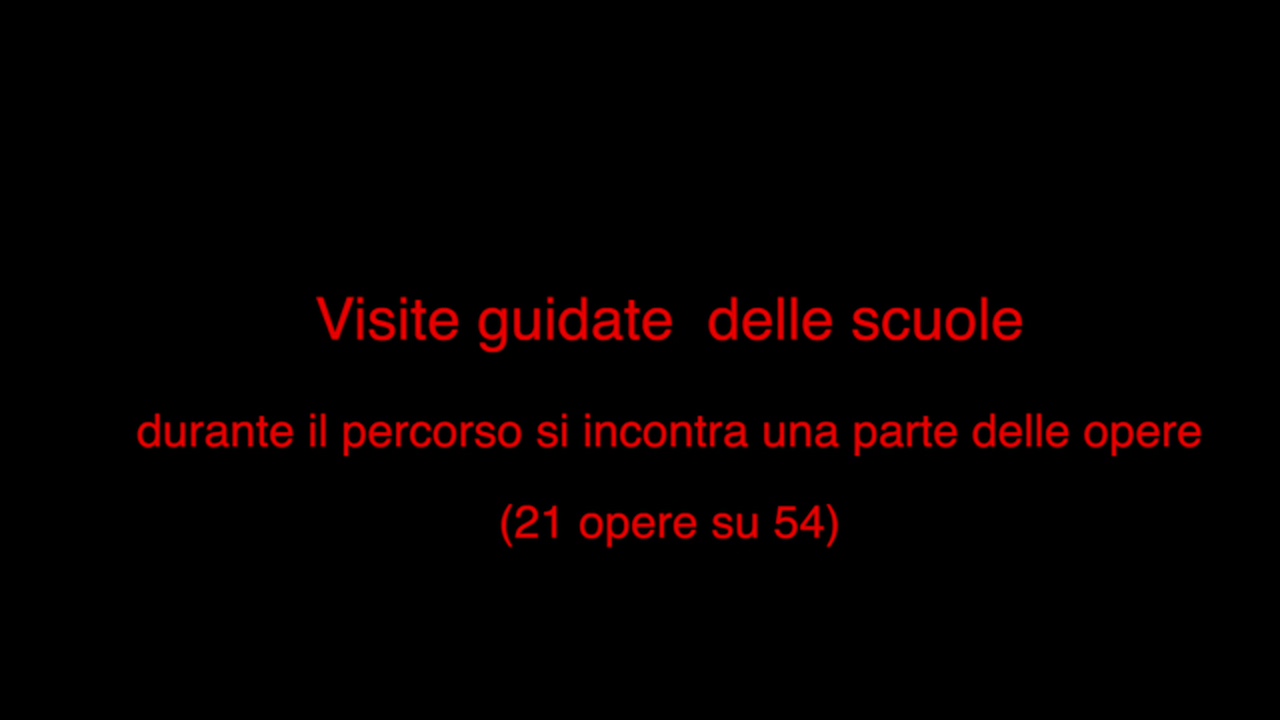 Visite guidate  delle scuole
durante il percorso si incontra una parte delle opere
(21 opere su 54)